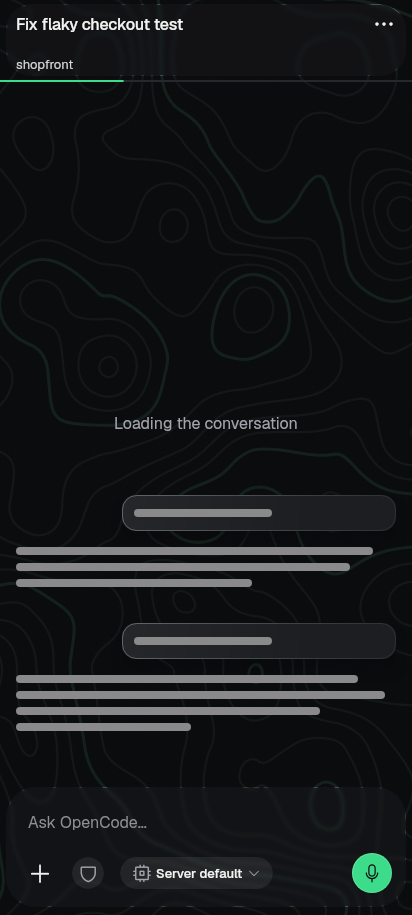 Fix flaky checkout test
shopfront
Loading the conversation
Ask OpenCode...
Server default